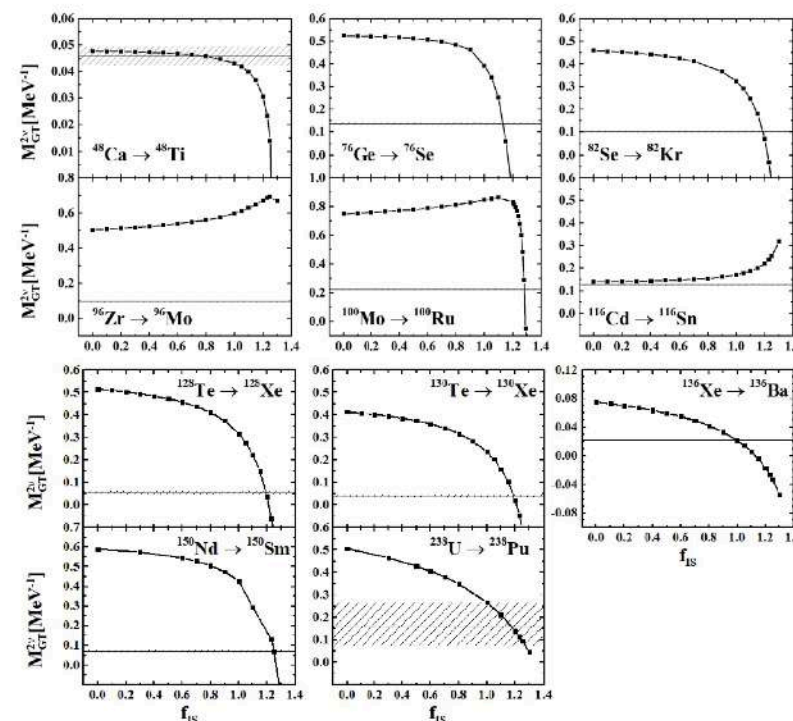 0.06 0.6 0.6
0.05 0.5 0.5
0.04 0.4 0.4
0.03 0.3 0.3
0.02 0.2 0.2
0.01 0.1 0.1
0.00 0.0 0.0
M^2ν_GT[MeV^-1]
⁴⁸Ca → ⁴⁸Ti ⁷⁶Ge → ⁷⁶Se ⁸²Se → ⁸²Kr
0.8 1.0 0.5
0.6 0.8 0.4
0.4 0.6 0.3
0.2 0.4 0.2
0.0 0.2 0.1
0.0 0.0
M^2ν_GT[MeV^-1]
⁹⁶Zr → ⁹⁶Mo ¹⁰⁰Mo → ¹⁰⁰Ru ¹¹⁶Cd → ¹¹⁶Sn
0.0 0.2 0.4 0.6 0.8 1.0 1.2 1.4 0.0 0.2 0.4 0.6 0.8 1.0 1.2 1.4 0.0 0.2 0.4 0.6 0.8 1.0 1.2 1.4
0.6 0.6 0.12
0.5 0.5 0.08
0.4 0.4 0.04
0.3 0.3 0.00
0.2 0.2 -0.04
0.1 0.1 -0.08
0.0 0.0
M^2ν_GT[MeV^-1]
¹²⁸Te → ¹²⁸Xe ¹³⁰Te → ¹³⁰Xe ¹³⁶Xe → ¹³⁶Ba
0.0 0.2 0.4 0.6 0.8 1.0 1.2 1.4
f_IS
0.7 0.6
0.6 0.5
0.5 0.4
0.4 0.3
0.3 0.2
0.2 0.1
0.1 0.0
0.0
M^2ν_GT[MeV^-1]
¹⁵⁰Nd → ¹⁵⁰Sm ²³⁸U → ²³⁸Pu
0.0 0.2 0.4 0.6 0.8 1.0 1.2 1.4 0.0 0.2 0.4 0.6 0.8 1.0 1.2 1.4
f_IS f_IS